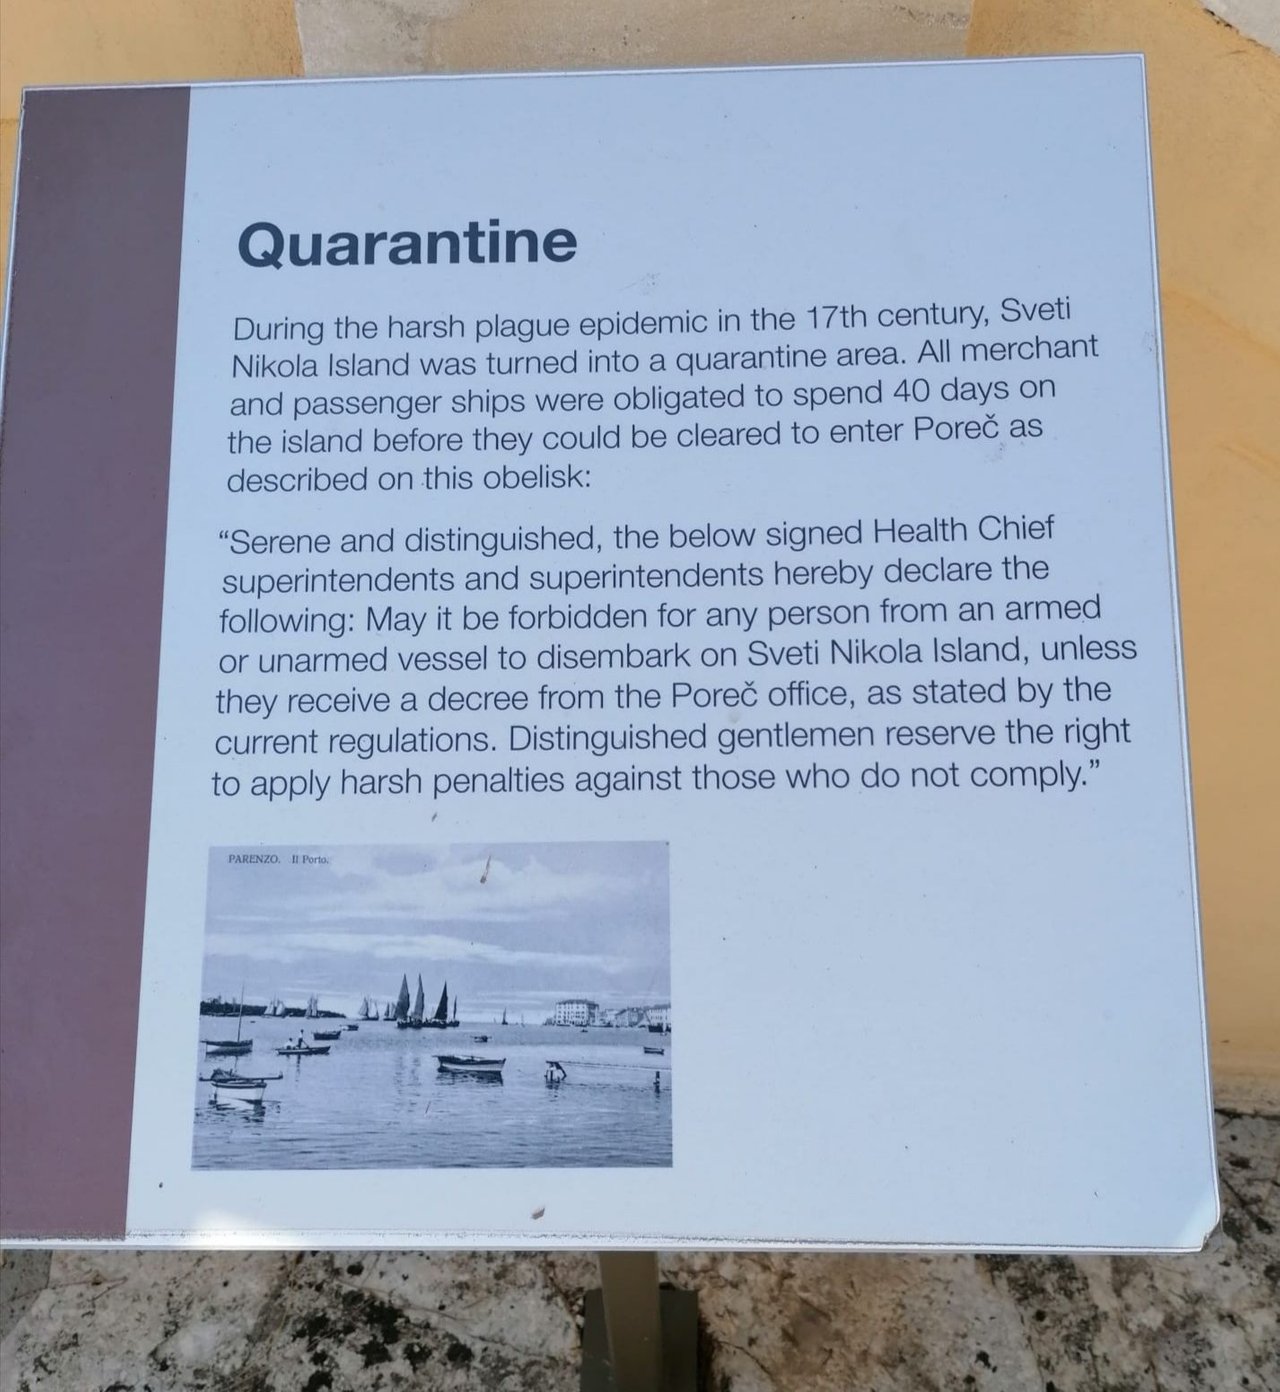 Quarantine
During the harsh plague epidemic in the 17th century, Sveti
Nikola Island was turned into a quarantine area. All merchant
and passenger ships were obligated to spend 40 days on
the island before they could be cleared to enter Poreč as
described on this obelisk:
“Serene and distinguished, the below signed Health Chief
superintendents and superintendents hereby declare the
following: May it be forbidden for any person from an armed
or unarmed vessel to disembark on Sveti Nikola Island, unless
they receive a decree from the Poreč office, as stated by the
current regulations. Distinguished gentlemen reserve the right
to apply harsh penalties against those who do not comply.”
PARENZO. Il Porto.